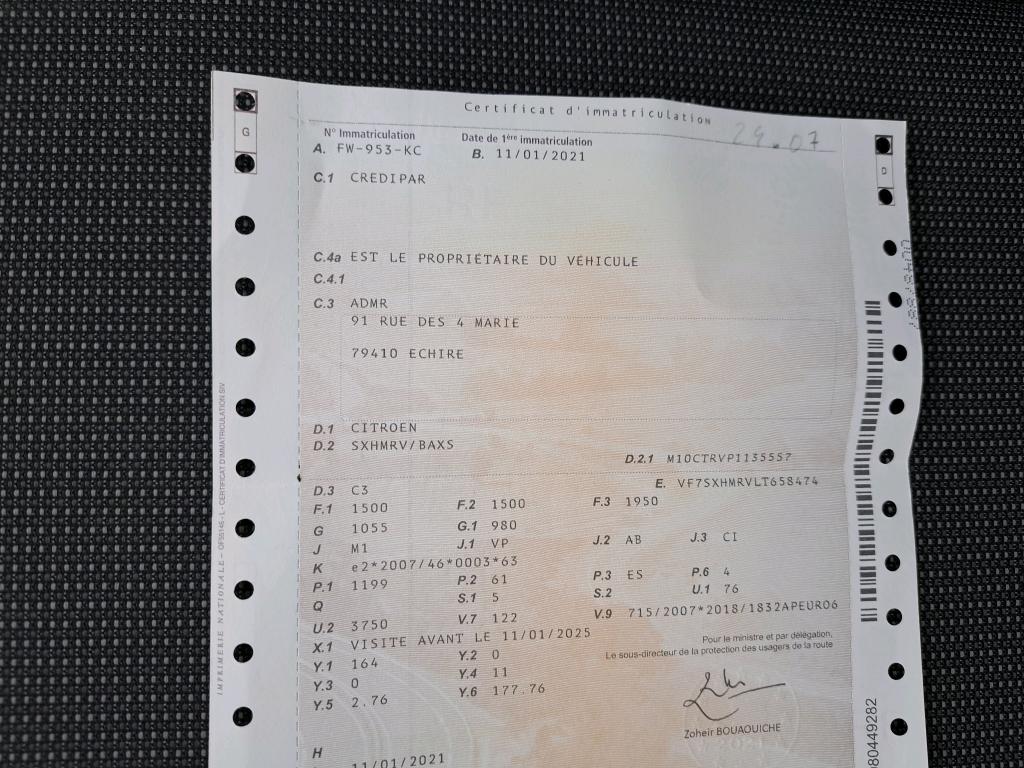 Certificat d'immatriculation
29.07
G
D
N° Immatriculation Date de 1ère immatriculation
A. FW-953-KC B. 11/01/2021
C.1 CREDIPAR
C.4a EST LE PROPRIÉTAIRE DU VÉHICULE
C.4.1
C.3 ADMR
91 RUE DES 4 MARIE
79410 ECHIRE
D.1 CITROEN
D.2 SXHMRV/BAXS
D.2.1 M10CTRVP1135557
E. VF7SXHMRVLT658474
D.3 C3
F.1 1500 F.2 1500 F.3 1950
G 1055 G.1 980
J M1 J.1 VP J.2 AB J.3 CI
K e2*2007/46*0003*63
P.1 1199 P.2 61 P.3 ES P.6 4
Q S.1 5 S.2 U.1 76
U.2 3750 V.7 122 V.9 715/2007*2018/1832APEURO6
X.1 VISITE AVANT LE 11/01/2025
Y.1 164 Y.2 0
Y.3 0 Y.4 11
Y.5 2.76 Y.6 177.76
Pour le ministre et par délégation,
Le sous-directeur de la protection des usagers de la route
Zoheir BOUAOUICHE
H
11/01/2021
IMPRIMERIE NATIONALE - OF55146 - L - CERTIFICAT D'IMMATRICULATION SIV
080449282